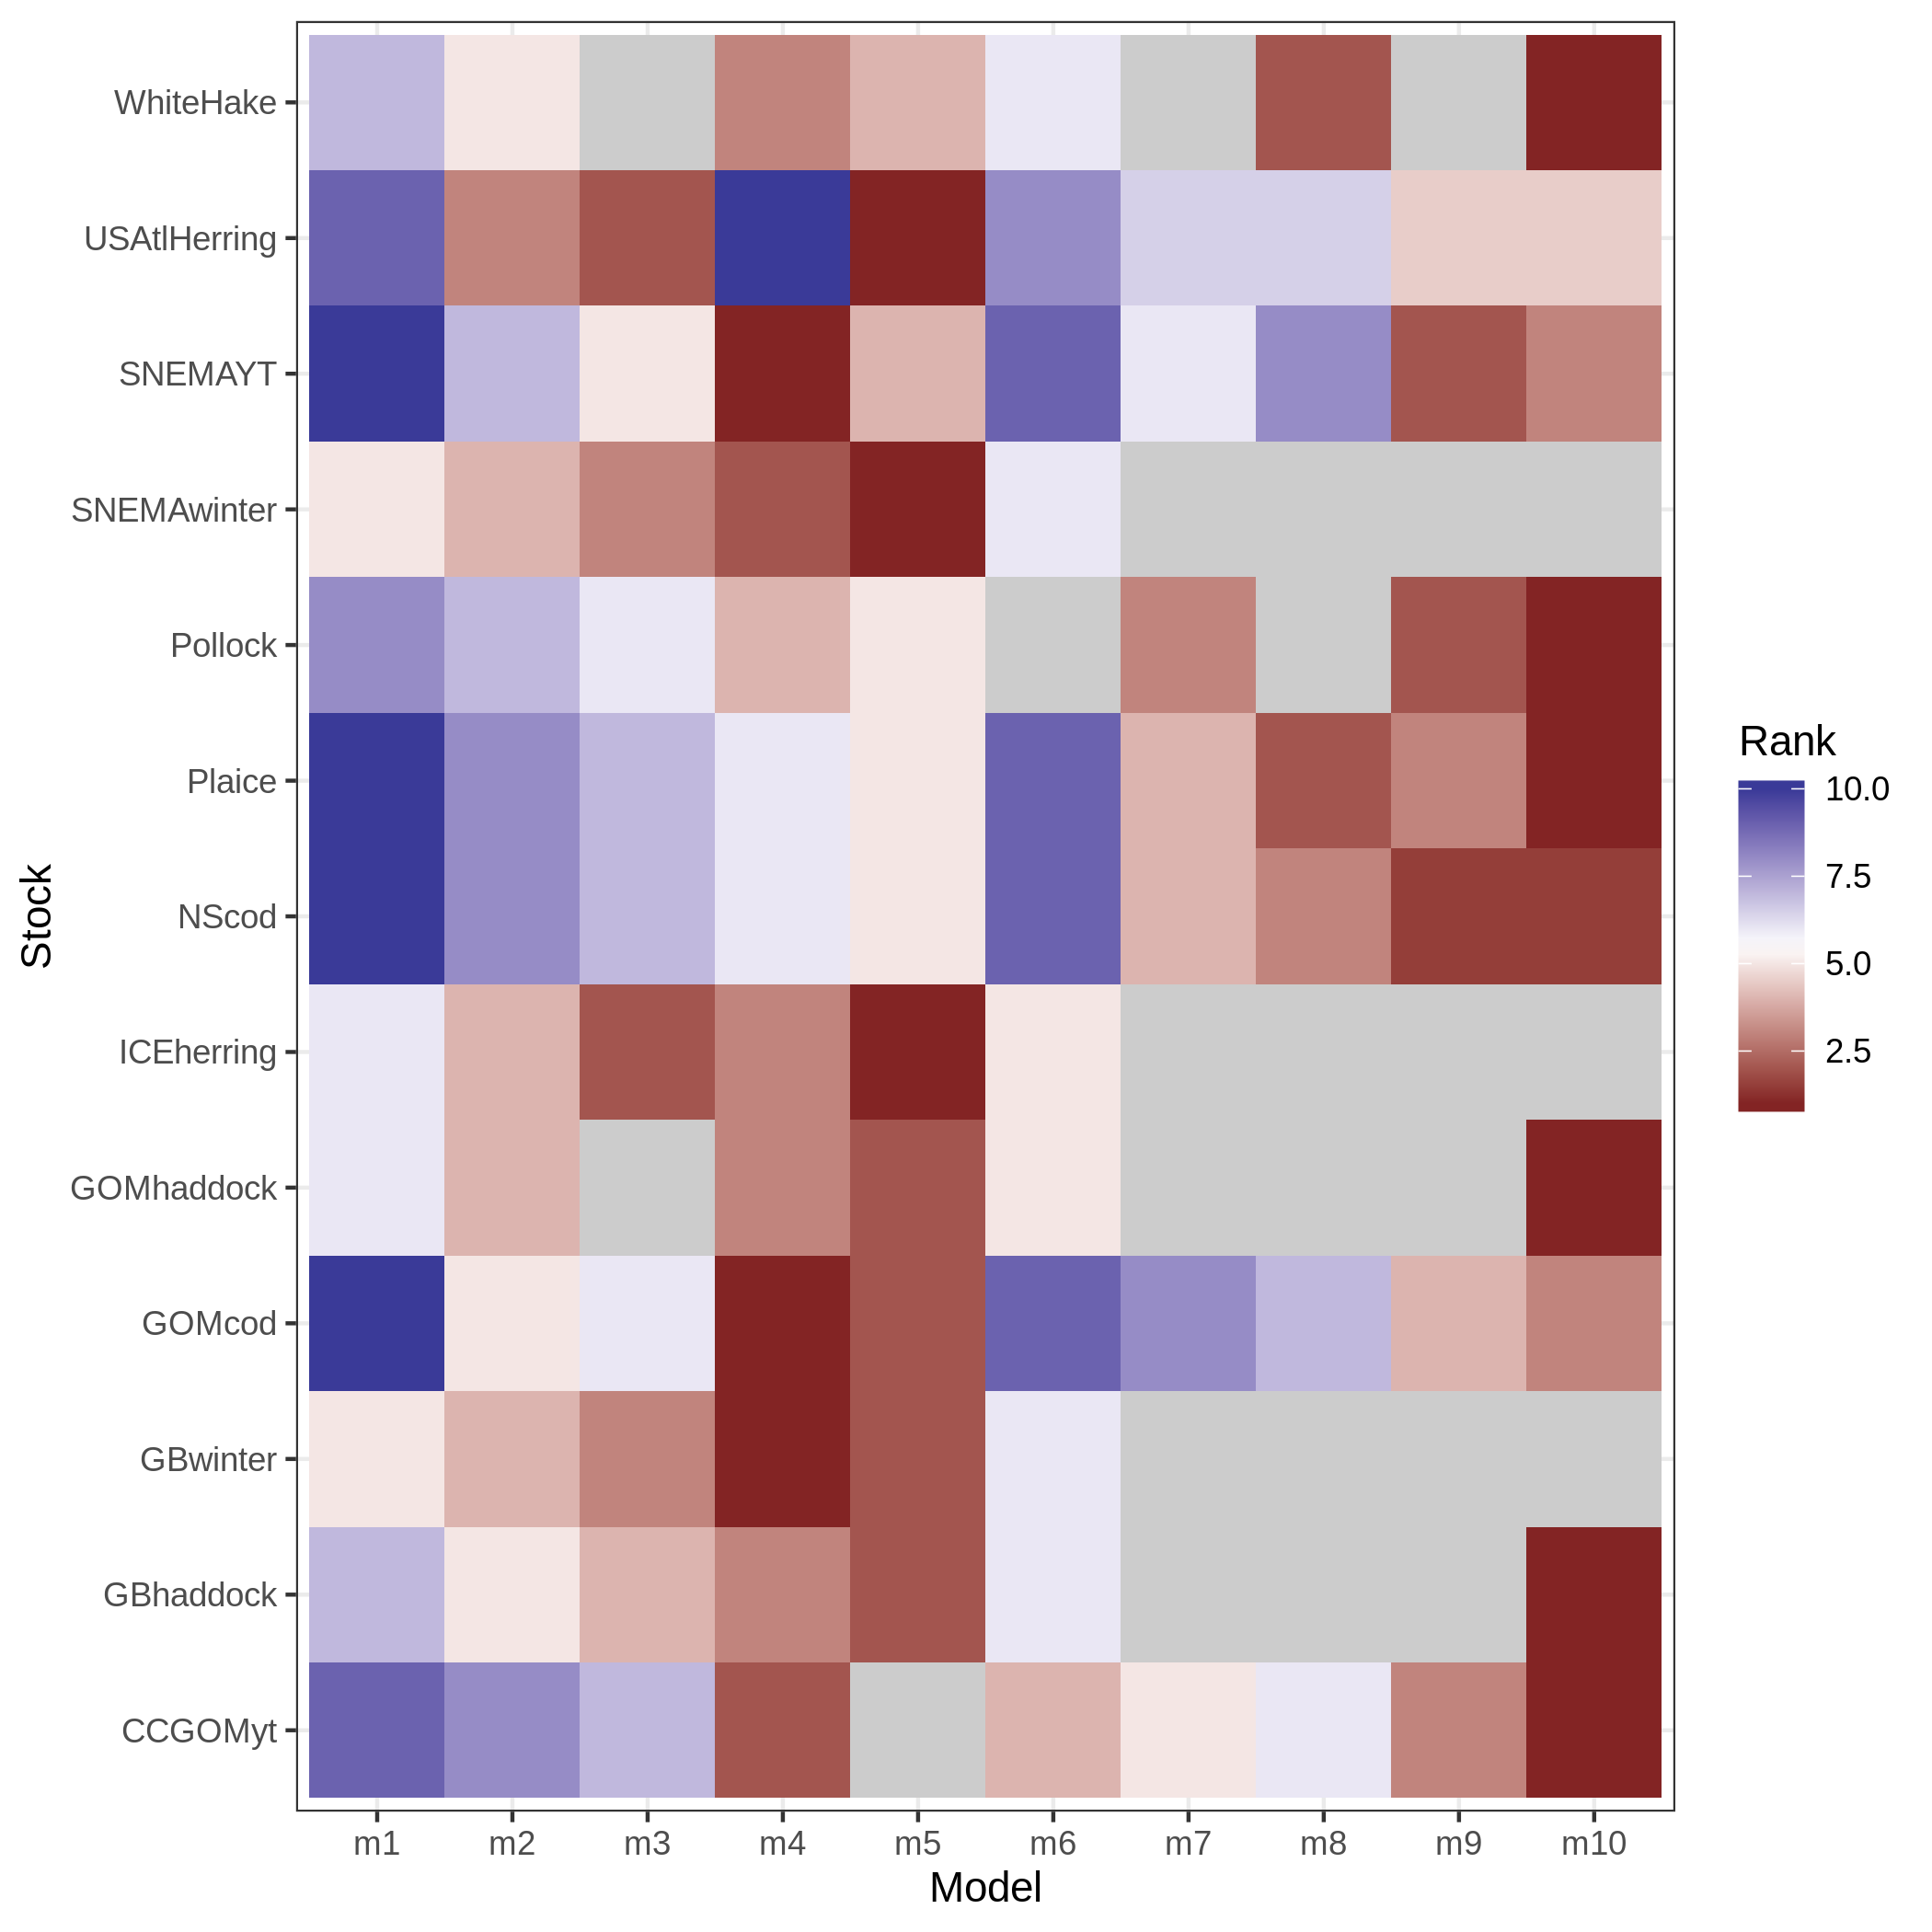 WhiteHake
USAtlHerring
SNEMAYT
SNEMAwinter
Pollock
Plaice
NScod
ICEherring
GOMhaddock
GOMcod
GBwinter
GBhaddock
CCGOMyt
Stock
m1 m2 m3 m4 m5 m6 m7 m8 m9 m10
Model
Rank
10.0
7.5
5.0
2.5